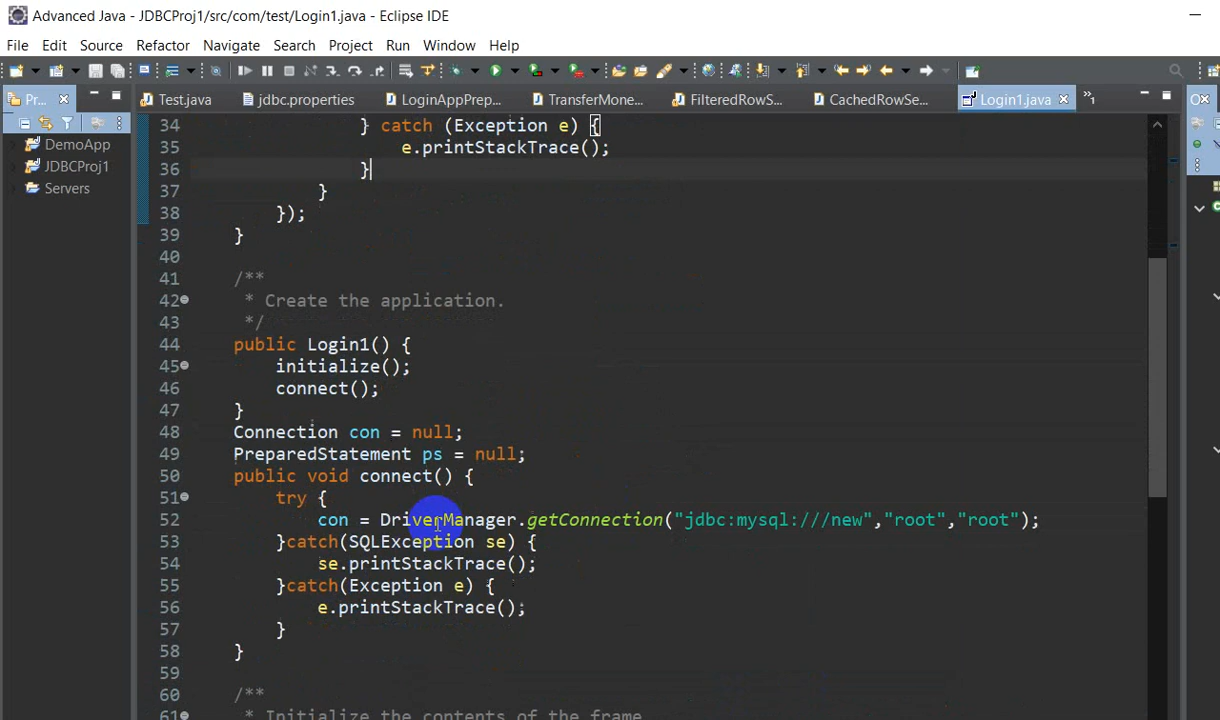 Advanced Java - JDBCProj1/src/com/test/Login1.java - Eclipse IDE
File Edit Source Refactor Navigate Search Project Run Window Help
Pr... Test.java jdbc.properties LoginAppPrep... TransferMone... FilteredRowS... CachedRowSe... Login1.java »1
DemoApp
JDBCProj1
Servers
34 } catch (Exception e) {
35 e.printStackTrace();
36 }
37 }
38 });
39 }
40
41 /**
42 * Create the application.
43 */
44 public Login1() {
45 initialize();
46 connect();
47 }
48 Connection con = null;
49 PreparedStatement ps = null;
50 public void connect() {
51 try {
52 con = DriverManager.getConnection("jdbc:mysql:///new","root","root");
53 }catch(SQLException se) {
54 se.printStackTrace();
55 }catch(Exception e) {
56 e.printStackTrace();
57 }
58 }
59
60 /**
61 * Initialize the contents of the frame